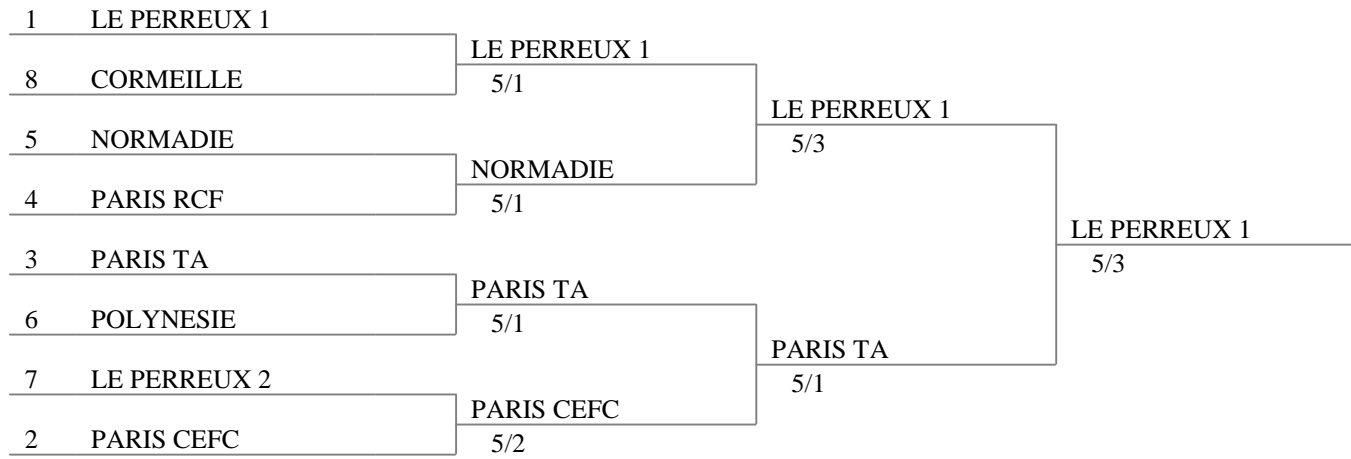 1 LE PERREUX 1
LE PERREUX 1
8 CORMEILLE
5/1
LE PERREUX 1
5 NORMADIE
5/3
NORMADIE
4 PARIS RCF
5/1
LE PERREUX 1
3 PARIS TA
5/3
PARIS TA
6 POLYNESIE
5/1
PARIS TA
7 LE PERREUX 2
5/1
PARIS CEFC
2 PARIS CEFC
5/2